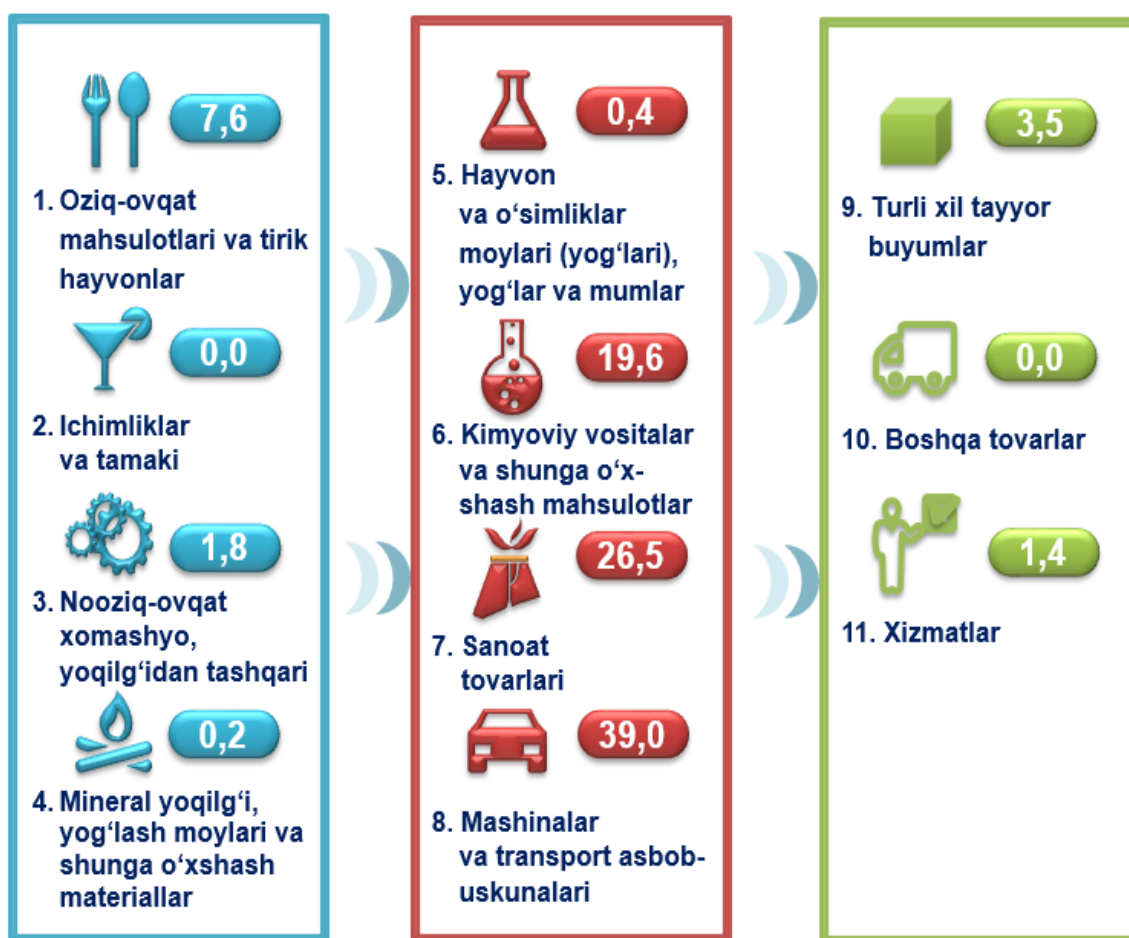 7,6
1. Oziq-ovqat
mahsulotlari va tirik
hayvonlar
0,0
2. Ichimliklar
va tamaki
1,8
3. Nooziq-ovqat
xomashyo,
yoqilg‘idan tashqari
0,2
4. Mineral yoqilg‘i,
yog‘lash moylari va
shunga o‘xshash
materiallar
0,4
5. Hayvon
va o‘simliklar
moylari (yog‘lari),
yog‘lar va mumlar
19,6
6. Kimyoviy vositalar
va shunga o‘x-
shash mahsulotlar
26,5
7. Sanoat
tovarlari
39,0
8. Mashinalar
va transport asbob-
uskunalari
3,5
9. Turli xil tayyor
buyumlar
0,0
10. Boshqa tovarlar
1,4
11. Xizmatlar